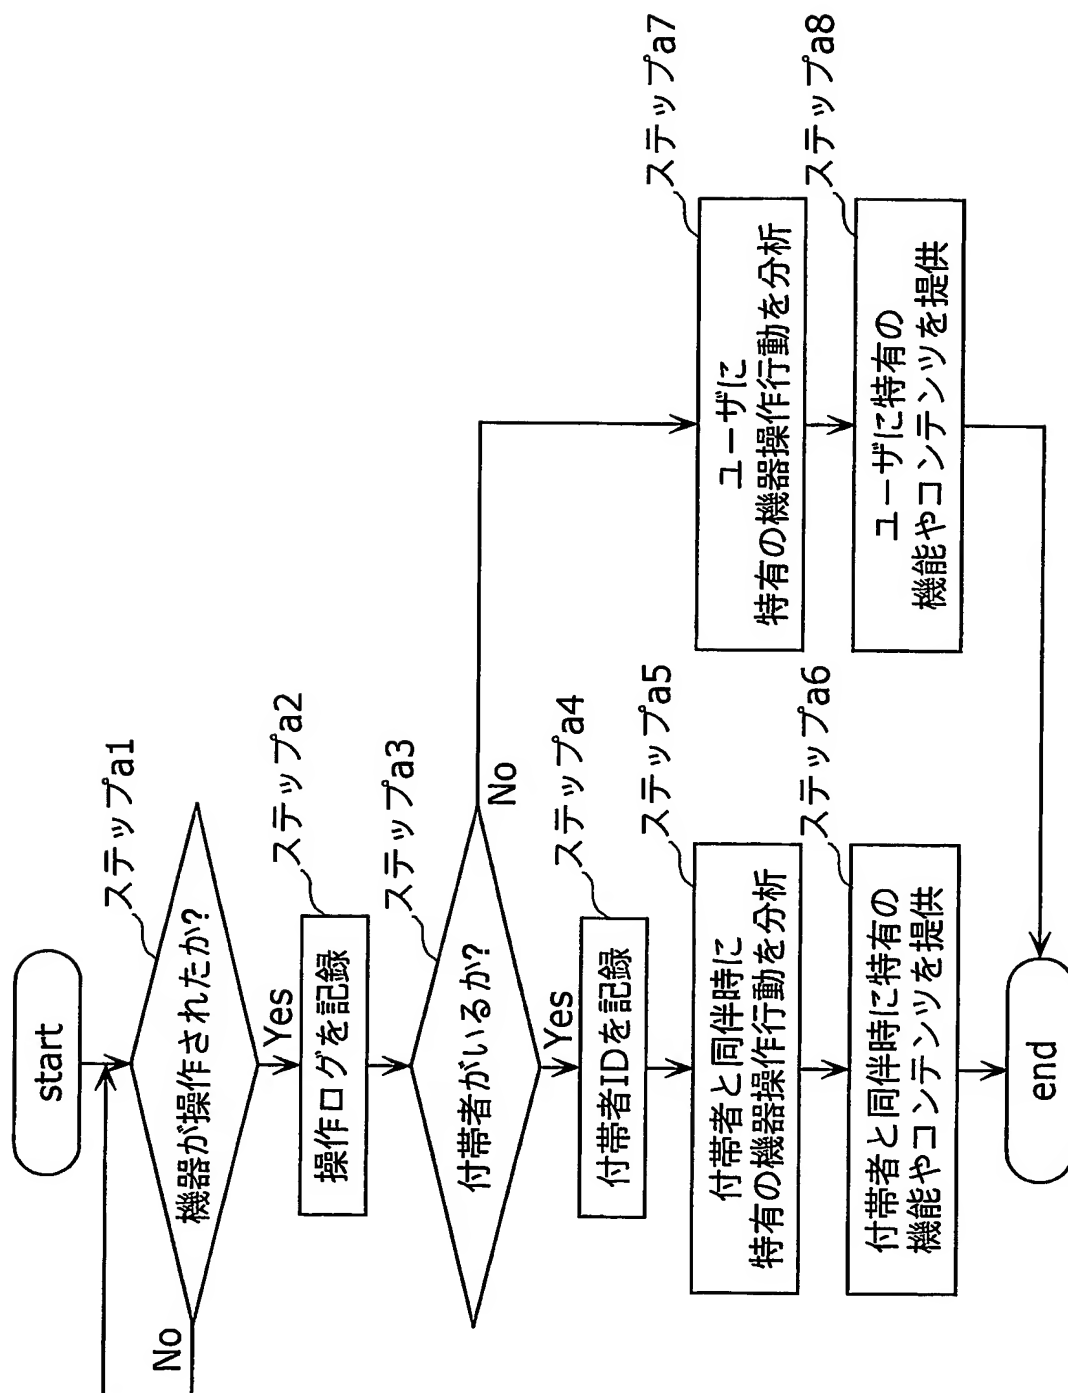 start
ステップa1
機器が操作されたか?
No
Yes
ステップa2
操作ログを記録
ステップa3
付帯者がいるか?
No
Yes
ステップa4
付帯者IDを記録
ステップa5
付帯者と同伴時に
特有の機器操作行動を分析
ステップa6
付帯者と同伴時に特有の
機能やコンテンツを提供
ステップa7
ユーザに
特有の機器操作行動を分析
ステップa8
ユーザに特有の
機能やコンテンツを提供
end